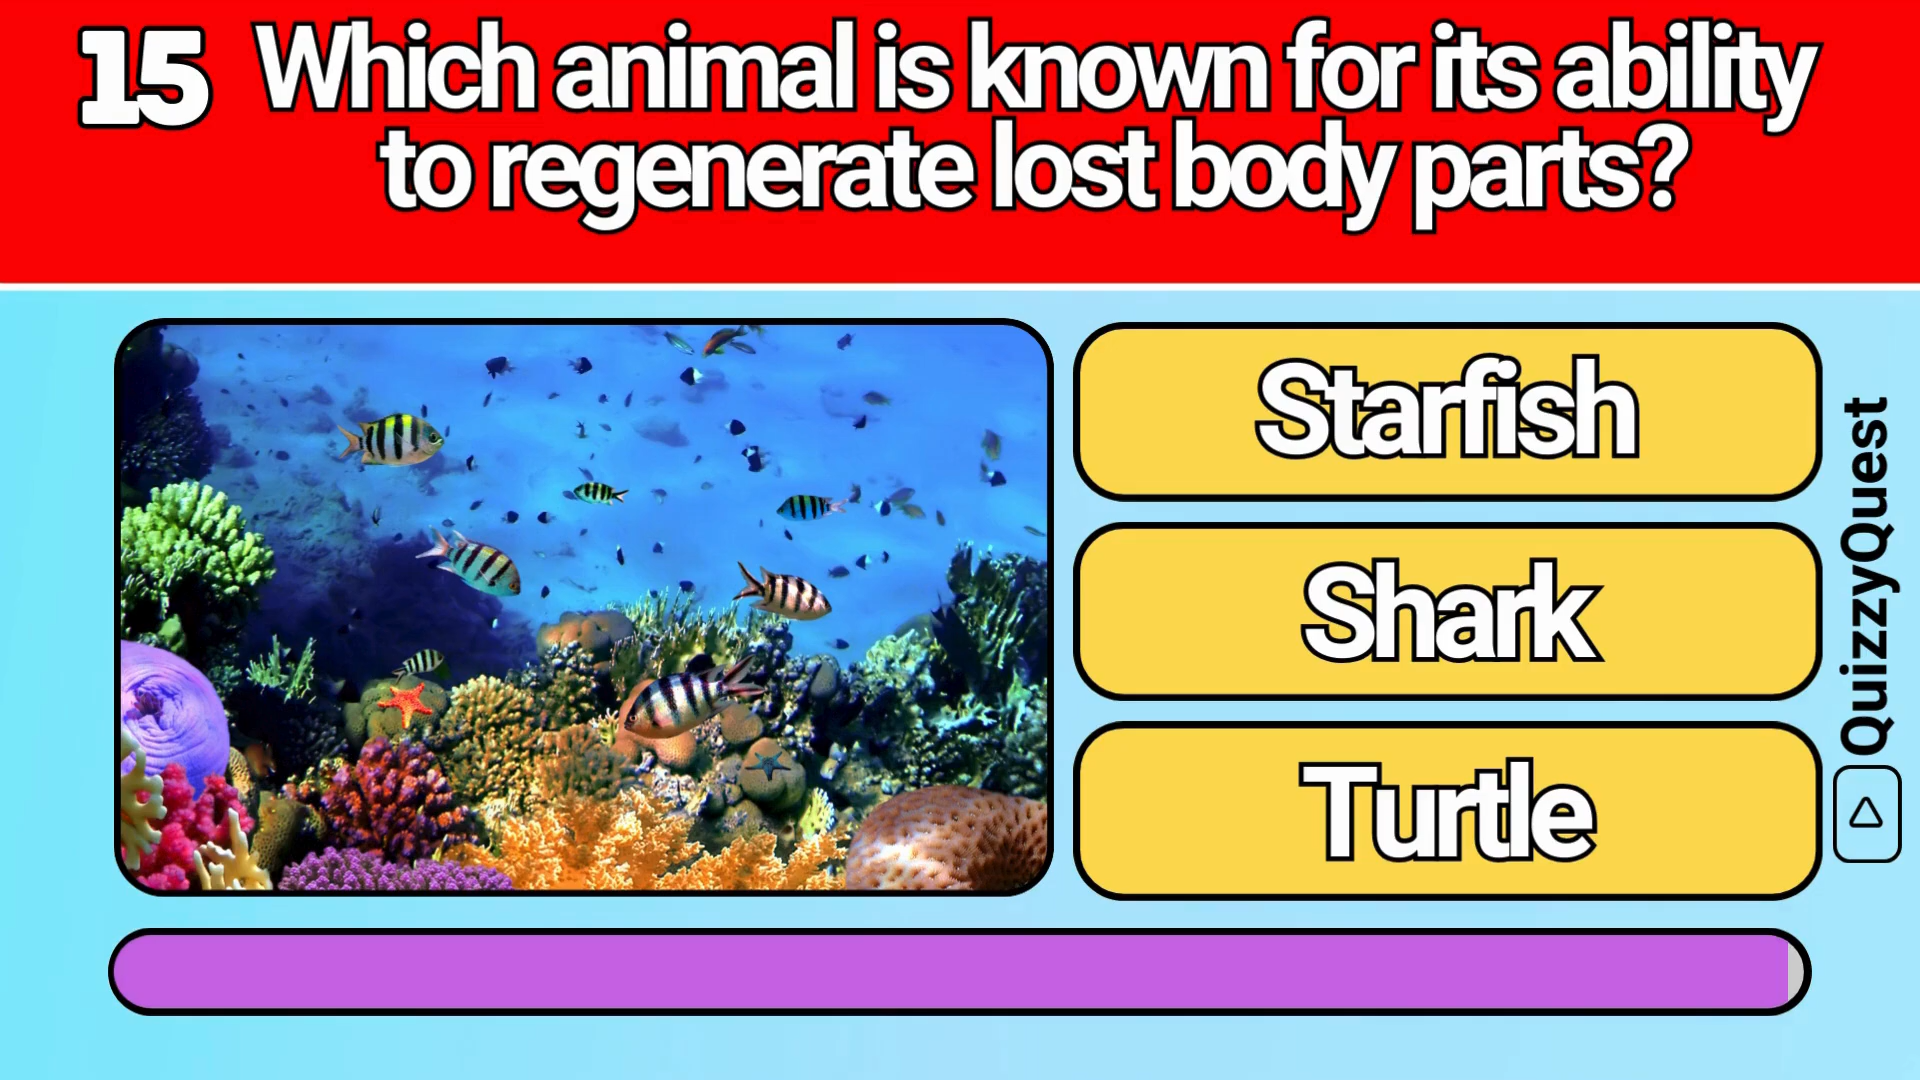 15
Which animal is known for its ability
to regenerate lost body parts?
Starfish
Shark
Turtle
QuizzyQuest